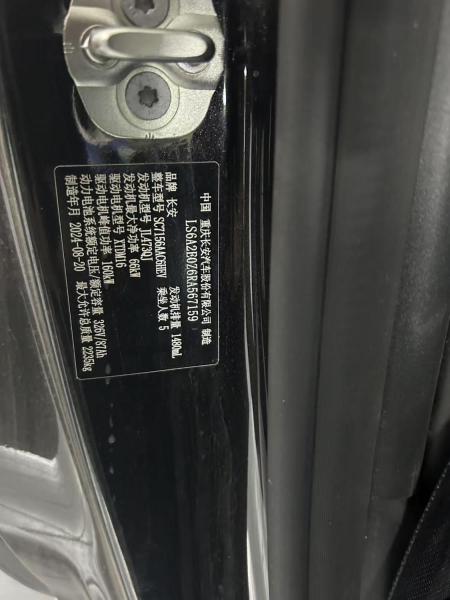 中国 重庆长安汽车股份有限公司 制造
LS6A2B0Z6RA567159
品牌 长安 发动机排量 1480mL
整车型号 SC7156AAC6HEV 乘坐人数 5
发动机型号 JL473QJ
发动机最大净功率 66kW
驱动电机型号 XTDM16
驱动电机峰值功率 160kW
动力电池系统额定电压/额定容量 326V/87Ah
制造年月 2024-08-20 最大允许总质量 2235kg